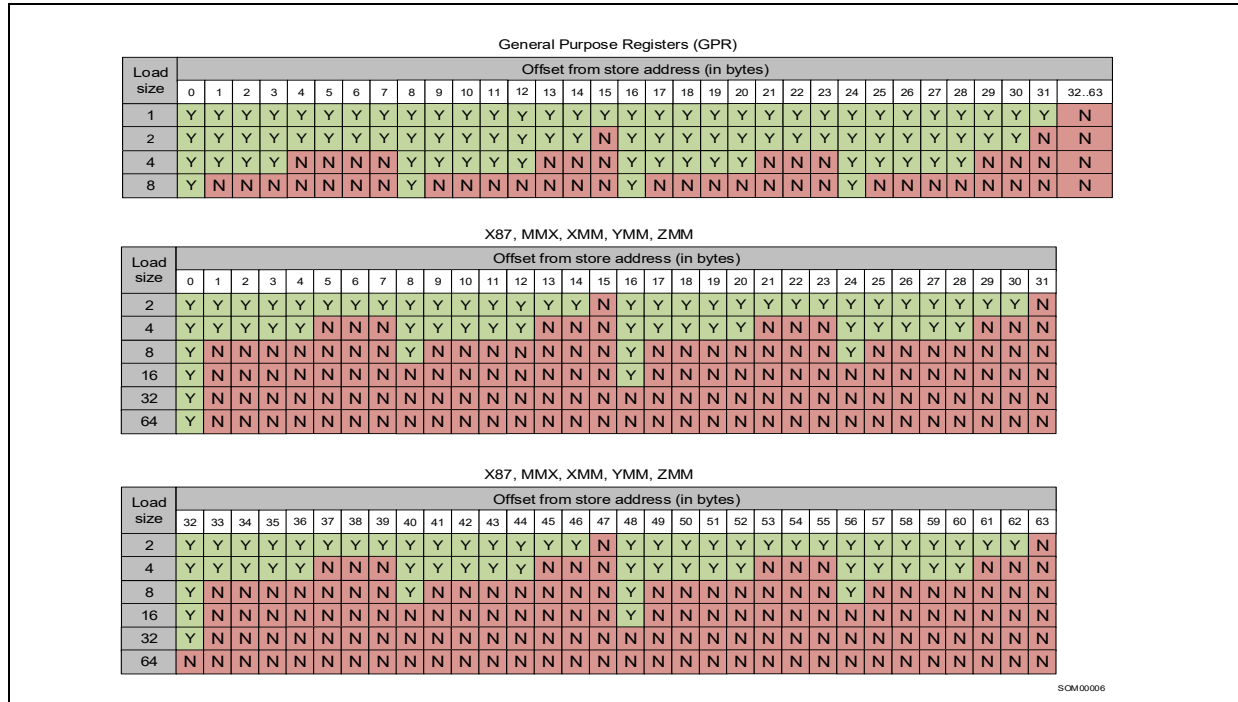 General Purpose Registers (GPR)
Load size
Offset from store address (in bytes)
0 1 2 3 4 5 6 7 8 9 10 11 12 13 14 15 16 17 18 19 20 21 22 23 24 25 26 27 28 29 30 31 32..63
1 Y Y Y Y Y Y Y Y Y Y Y Y Y Y Y Y Y Y Y Y Y Y Y Y Y Y Y Y Y Y Y Y N
2 Y Y Y Y Y Y Y Y Y Y Y Y Y Y Y N Y Y Y Y Y Y Y Y Y Y Y Y Y Y Y N N
4 Y Y Y Y N N N N Y Y Y Y Y N N N Y Y Y Y Y N N N Y Y Y Y Y N N N N
8 Y N N N N N N N Y N N N N N N N Y N N N N N N N Y N N N N N N N N
X87, MMX, XMM, YMM, ZMM
Load size
Offset from store address (in bytes)
0 1 2 3 4 5 6 7 8 9 10 11 12 13 14 15 16 17 18 19 20 21 22 23 24 25 26 27 28 29 30 31
2 Y Y Y Y Y Y Y Y Y Y Y Y Y Y Y N Y Y Y Y Y Y Y Y Y Y Y Y Y Y Y N
4 Y Y Y Y Y N N N Y Y Y Y Y N N N Y Y Y Y Y N N N Y Y Y Y Y N N N
8 Y N N N N N N N Y N N N N N N N Y N N N N N N N Y N N N N N N N
16 Y N N N N N N N N N N N N N N N Y N N N N N N N N N N N N N N N
32 Y N N N N N N N N N N N N N N N N N N N N N N N N N N N N N N N
64 Y N N N N N N N N N N N N N N N N N N N N N N N N N N N N N N N
X87, MMX, XMM, YMM, ZMM
Load size
Offset from store address (in bytes)
32 33 34 35 36 37 38 39 40 41 42 43 44 45 46 47 48 49 50 51 52 53 54 55 56 57 58 59 60 61 62 63
2 Y Y Y Y Y Y Y Y Y Y Y Y Y Y Y N Y Y Y Y Y Y Y Y Y Y Y Y Y Y Y N
4 Y Y Y Y Y N N N Y Y Y Y Y N N N Y Y Y Y Y N N N Y Y Y Y Y N N N
8 Y N N N N N N N Y N N N N N N N Y N N N N N N N Y N N N N N N N
16 Y N N N N N N N N N N N N N N N Y N N N N N N N N N N N N N N N
32 Y N N N N N N N N N N N N N N N N N N N N N N N N N N N N N N N
64 N N N N N N N N N N N N N N N N N N N N N N N N N N N N N N N N
SOM00006